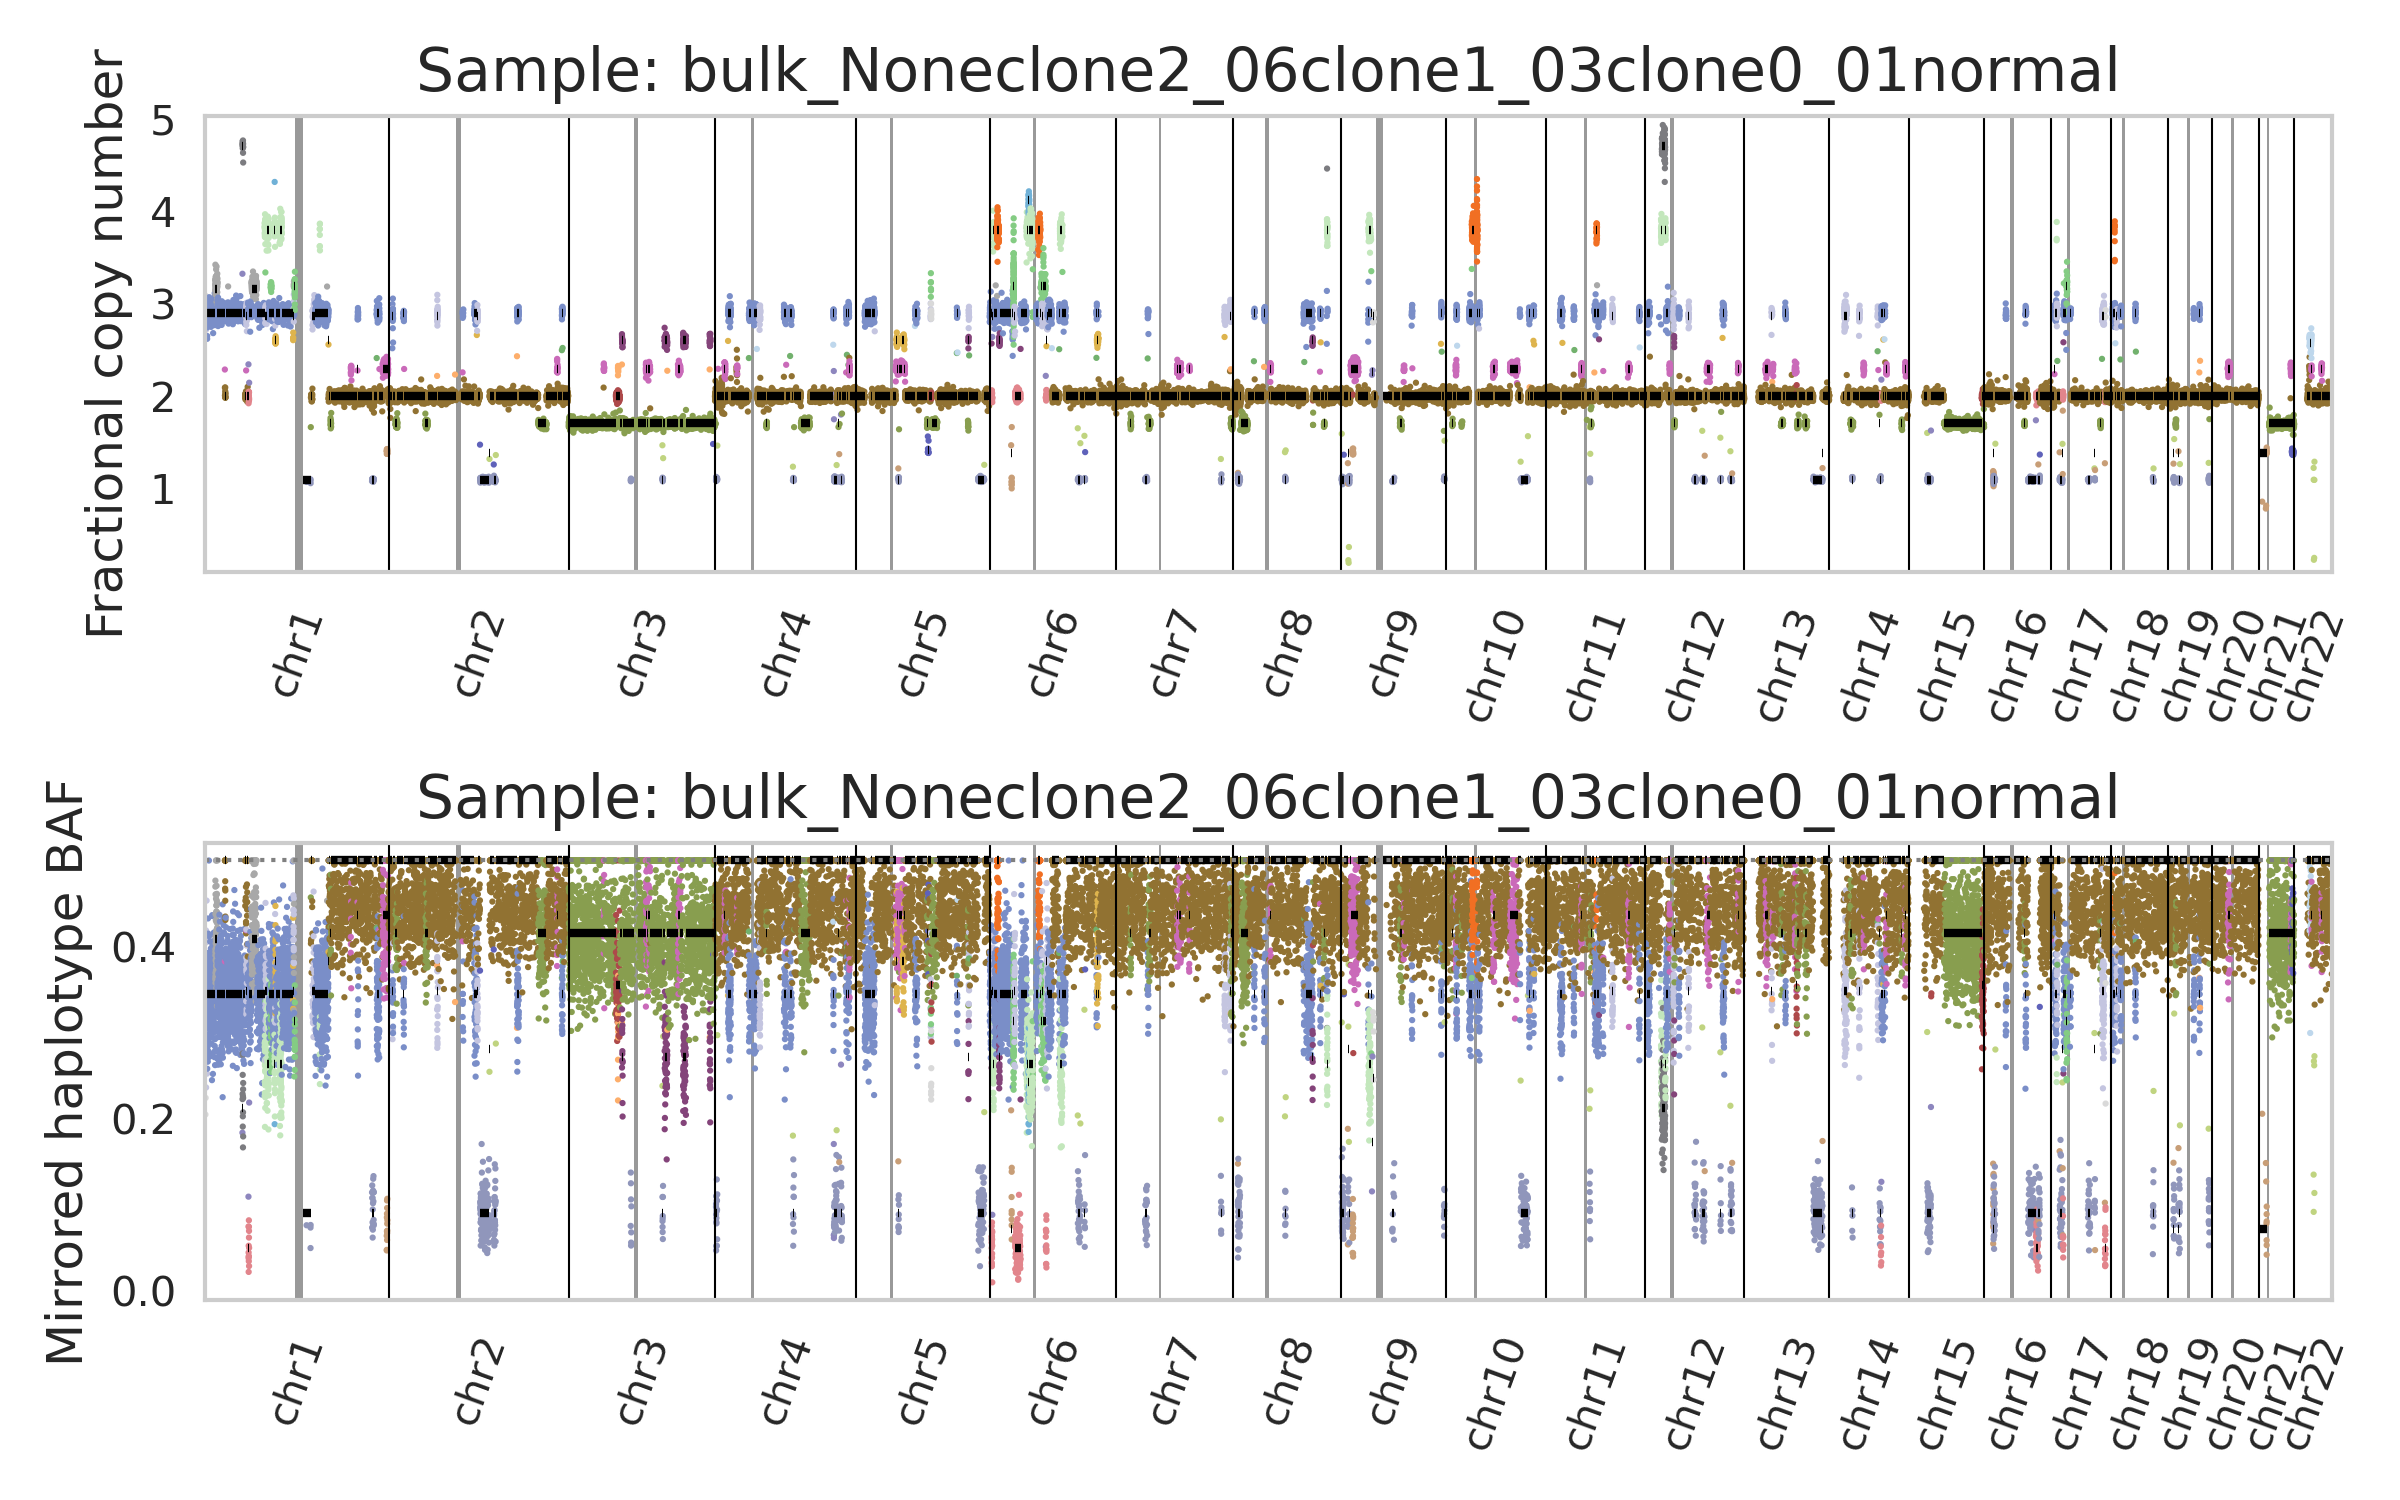 Sample: bulk_Noneclone2_06clone1_03clone0_01normal
Fractional copy number
5
4
3
2
1
chr1
chr2
chr3
chr4
chr5
chr6
chr7
chr8
chr9
chr10
chr11
chr12
chr13
chr14
chr15
chr16
chr17
chr18
chr19
chr20
chr21
chr22
Sample: bulk_Noneclone2_06clone1_03clone0_01normal
Mirrored haplotype BAF
0.4
0.2
0.0
chr1
chr2
chr3
chr4
chr5
chr6
chr7
chr8
chr9
chr10
chr11
chr12
chr13
chr14
chr15
chr16
chr17
chr18
chr19
chr20
chr21
chr22